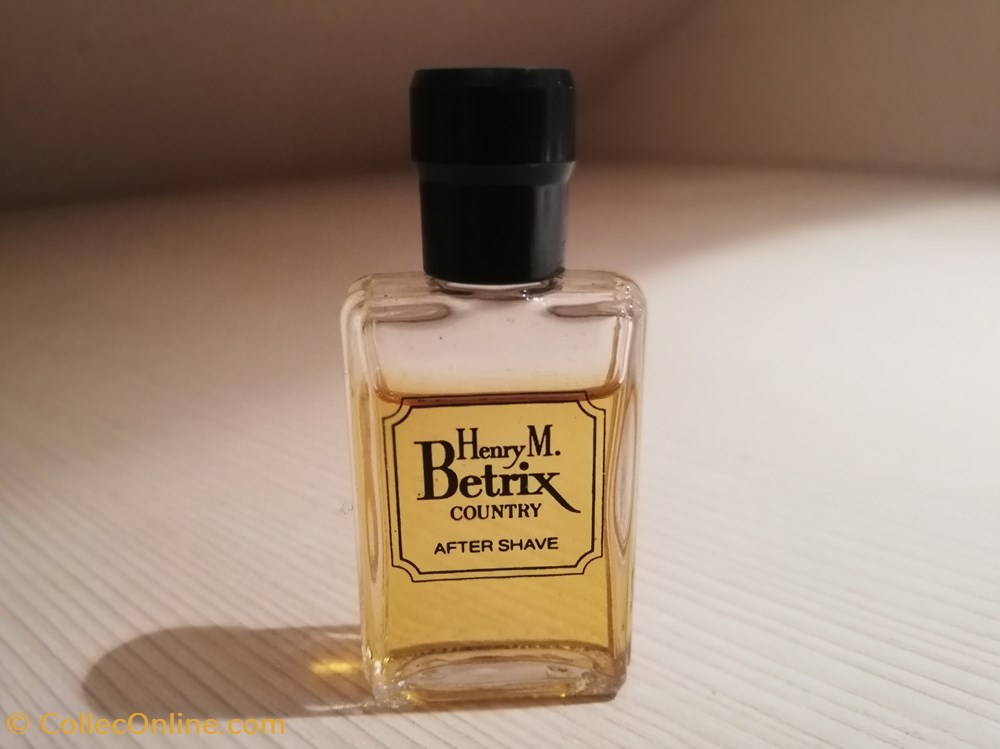 Henry M.
Betrix
COUNTRY
AFTER SHAVE
© CollecOnline.com